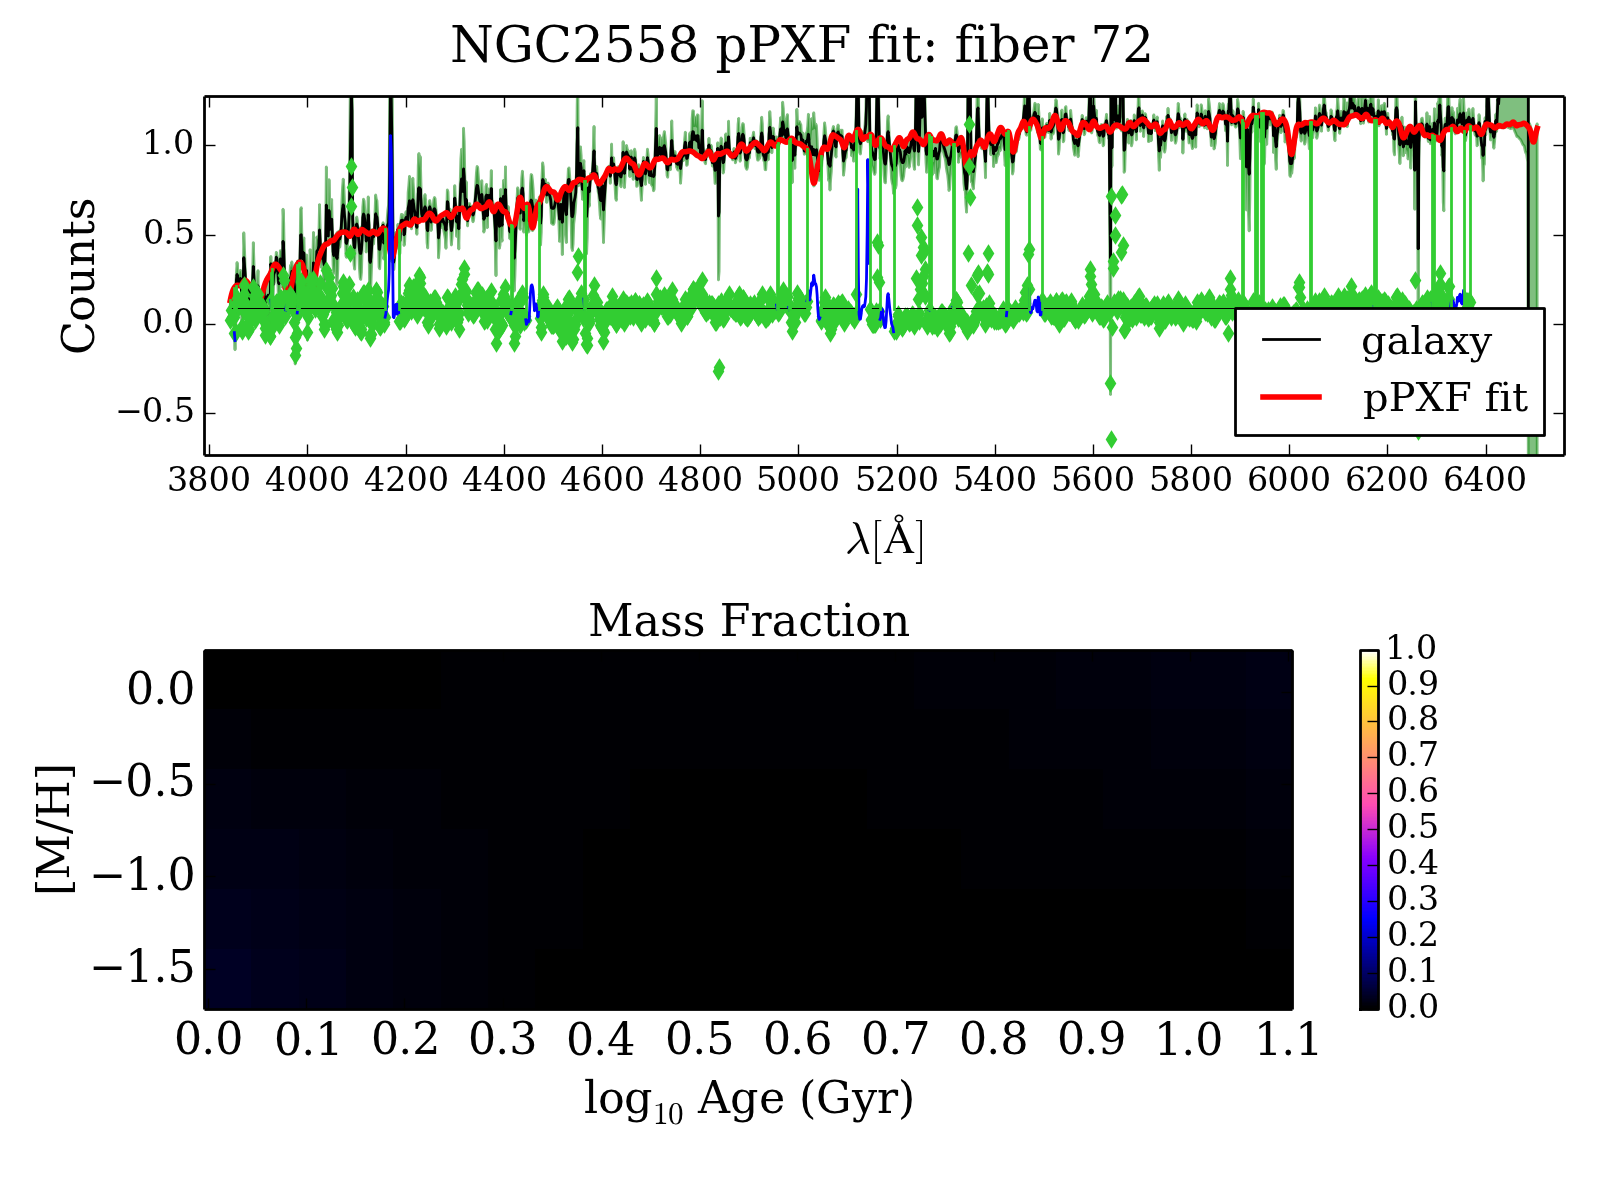 NGC2558 pPXF fit: fiber 72
1.0
0.5
0.0
−0.5
Counts
galaxy
pPXF fit
3800 4000 4200 4400 4600 4800 5000 5200 5400 5600 5800 6000 6200 6400
λ[Å]
Mass Fraction
0.0
−0.5
−1.0
−1.5
[M/H]
0.0 0.1 0.2 0.3 0.4 0.5 0.6 0.7 0.8 0.9 1.0 1.1
log₁₀ Age (Gyr)
1.0
0.9
0.8
0.7
0.6
0.5
0.4
0.3
0.2
0.1
0.0